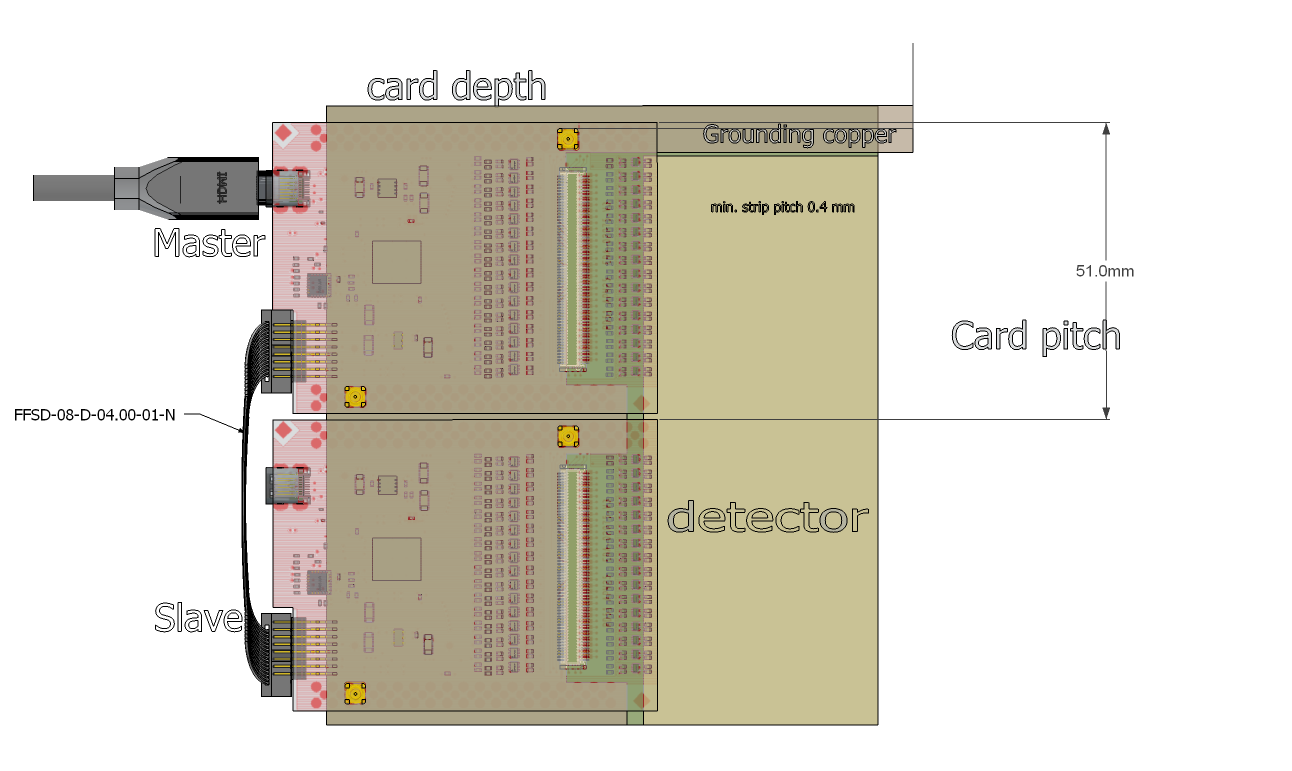 card depth
Grounding copper
HDMI
min. strip pitch 0.4 mm
Master
51.0mm
Card pitch
FFSD-08-D-04.00-01-N
detector
Slave